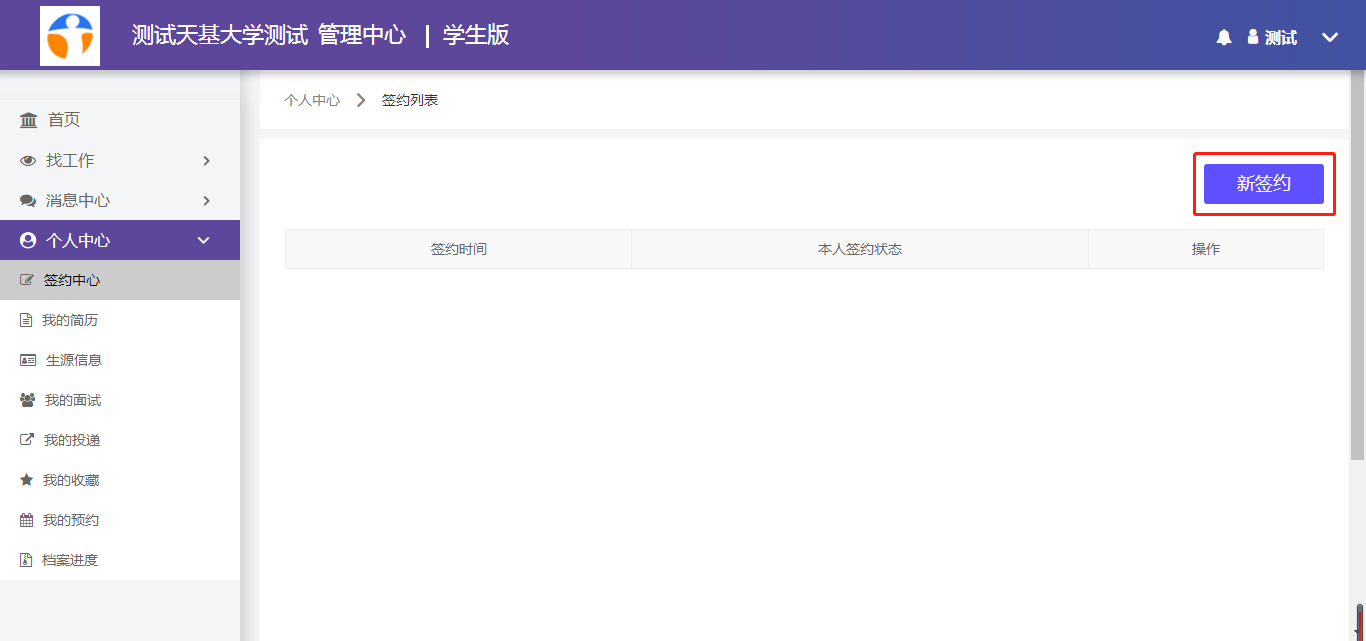 测试天基大学测试 管理中心 | 学生版
测试
首页
找工作
消息中心
个人中心
签约中心
我的简历
生源信息
我的面试
我的投递
我的收藏
我的预约
档案进度
个人中心 > 签约列表
新签约
签约时间 本人签约状态 操作